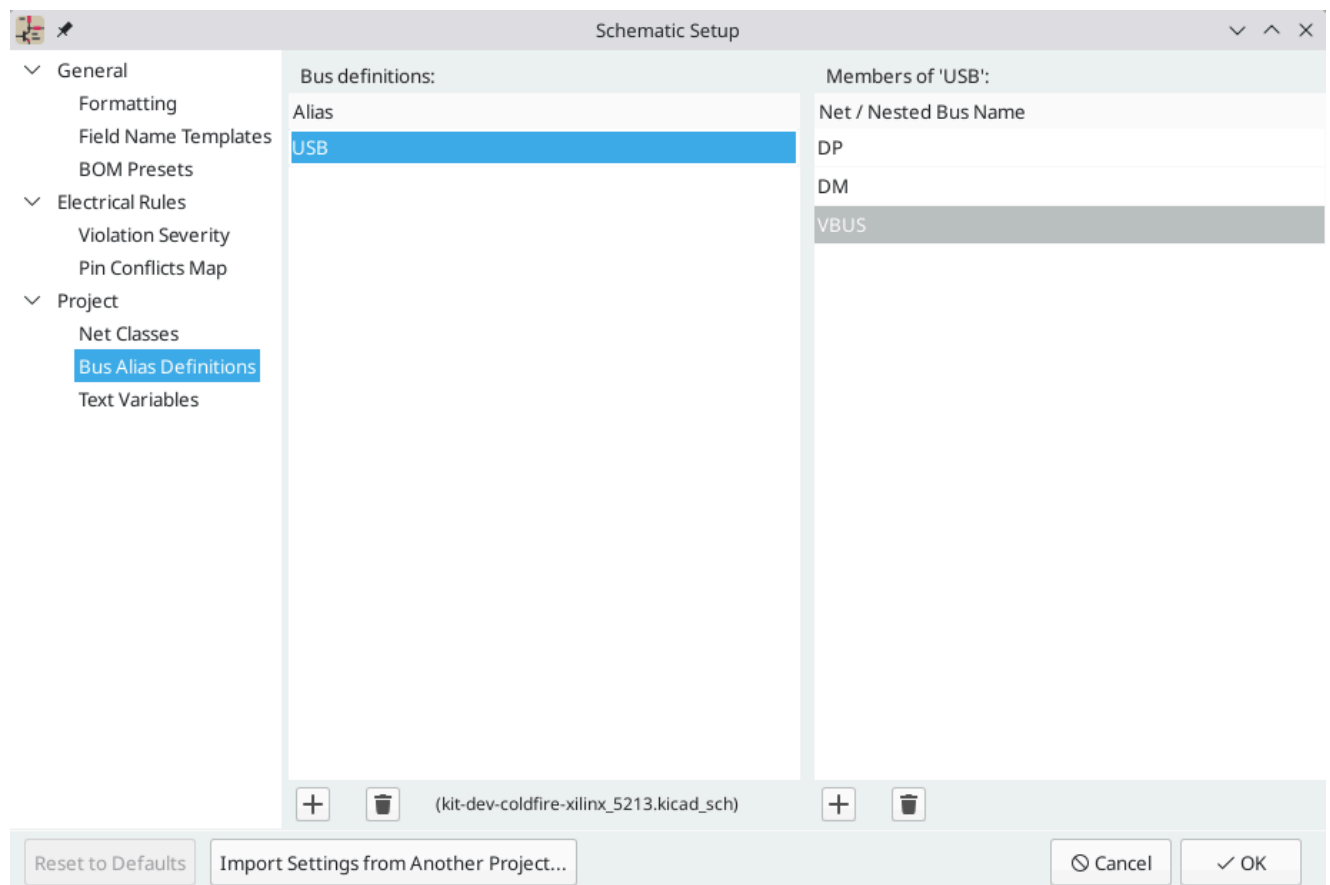 Schematic Setup
General
Formatting
Field Name Templates
BOM Presets
Electrical Rules
Violation Severity
Pin Conflicts Map
Project
Net Classes
Bus Alias Definitions
Text Variables
Bus definitions:
Alias
USB
(kit-dev-coldfire-xilinx_5213.kicad_sch)
Members of 'USB':
Net / Nested Bus Name
DP
DM
VBUS
Reset to Defaults
Import Settings from Another Project...
Cancel
OK